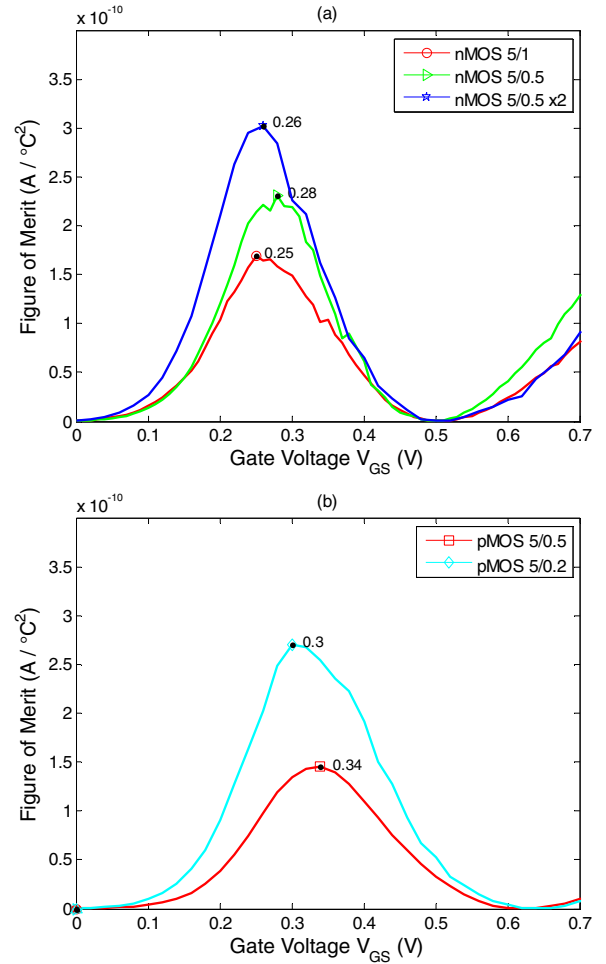 (a)
x 10^-10
nMOS 5/1
nMOS 5/0.5
nMOS 5/0.5 x2
3.5
3
2.5
2
1.5
1
0.5
0
0.26
0.28
0.25
Figure of Merit (A / °C²)
0 0.1 0.2 0.3 0.4 0.5 0.6 0.7
Gate Voltage V_GS (V)
(b)
x 10^-10
pMOS 5/0.5
pMOS 5/0.2
3.5
3
2.5
2
1.5
1
0.5
0
0.3
0.34
Figure of Merit (A / °C²)
0 0.1 0.2 0.3 0.4 0.5 0.6 0.7
Gate Voltage V_GS (V)